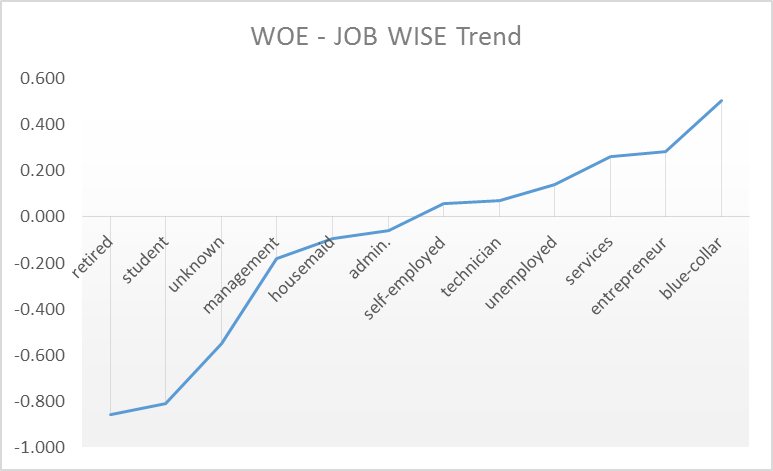 WOE - JOB WISE Trend
0.600
0.400
0.200
0.000
-0.200
-0.400
-0.600
-0.800
-1.000
retired
student
unknown
management
housemaid
admin.
self-employed
technician
unemployed
services
entrepreneur
blue-collar